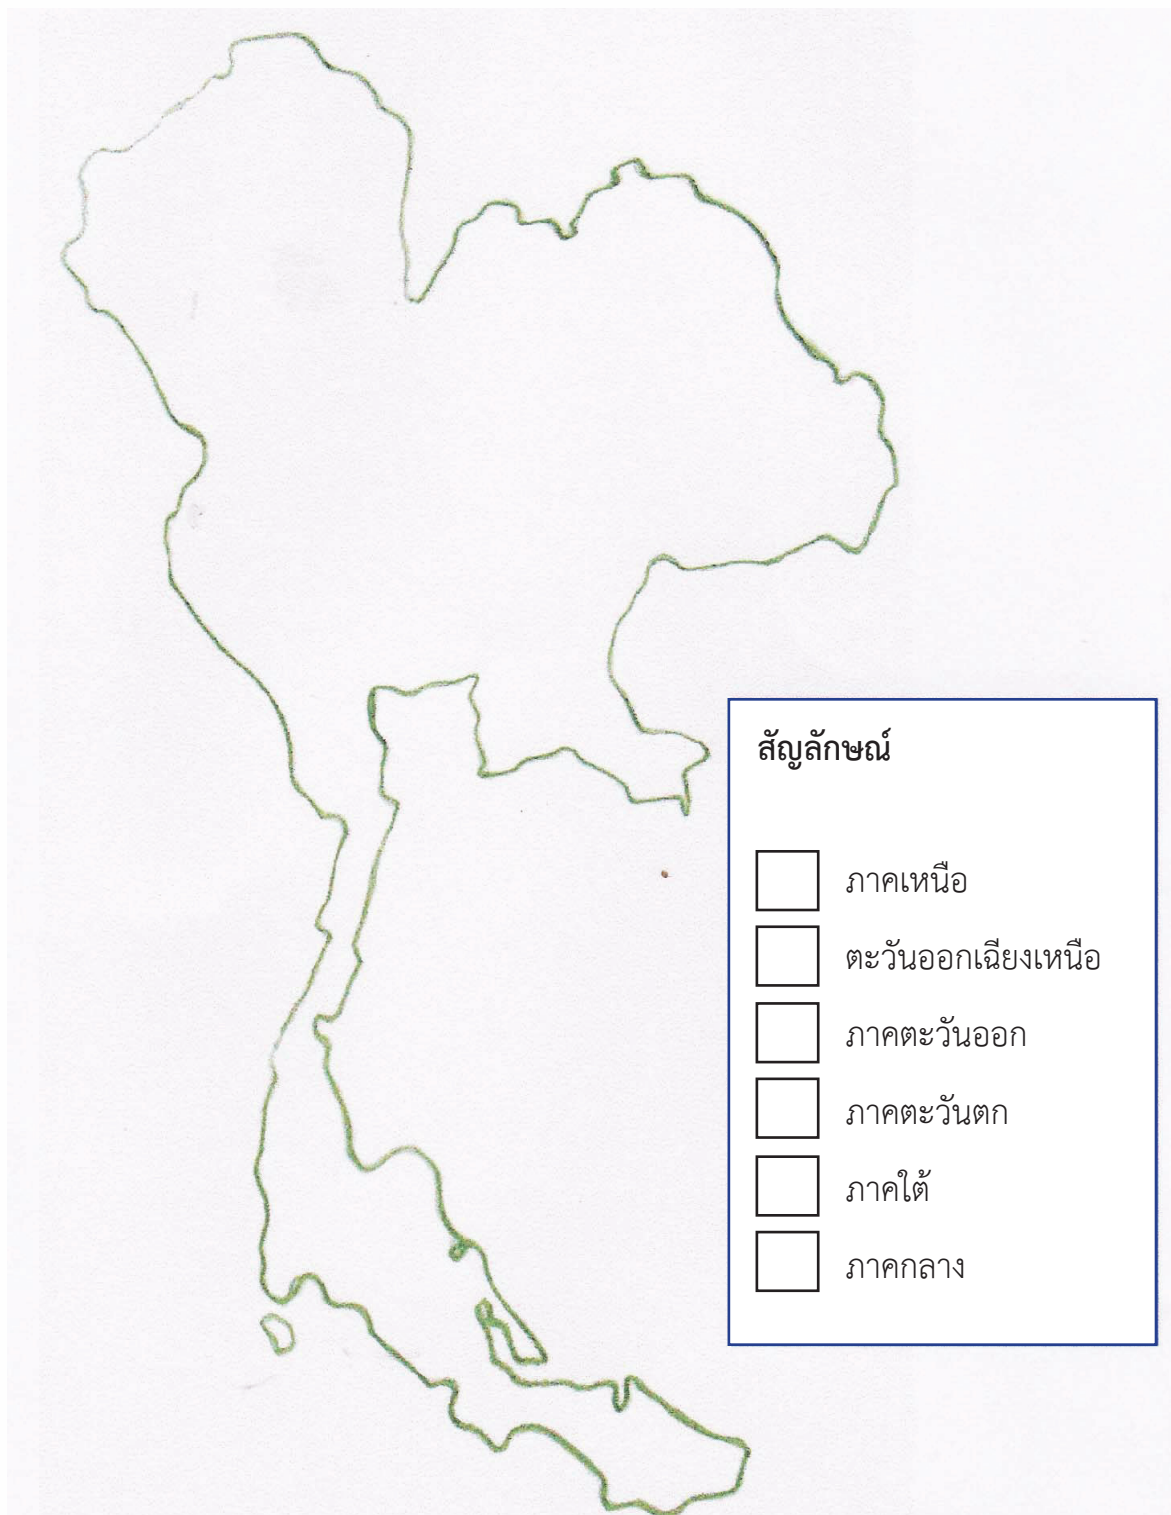 สัญลักษณ์
ภาคเหนือ
ตะวันออกเฉียงเหนือ
ภาคตะวันออก
ภาคตะวันตก
ภาคใต้
ภาคกลาง